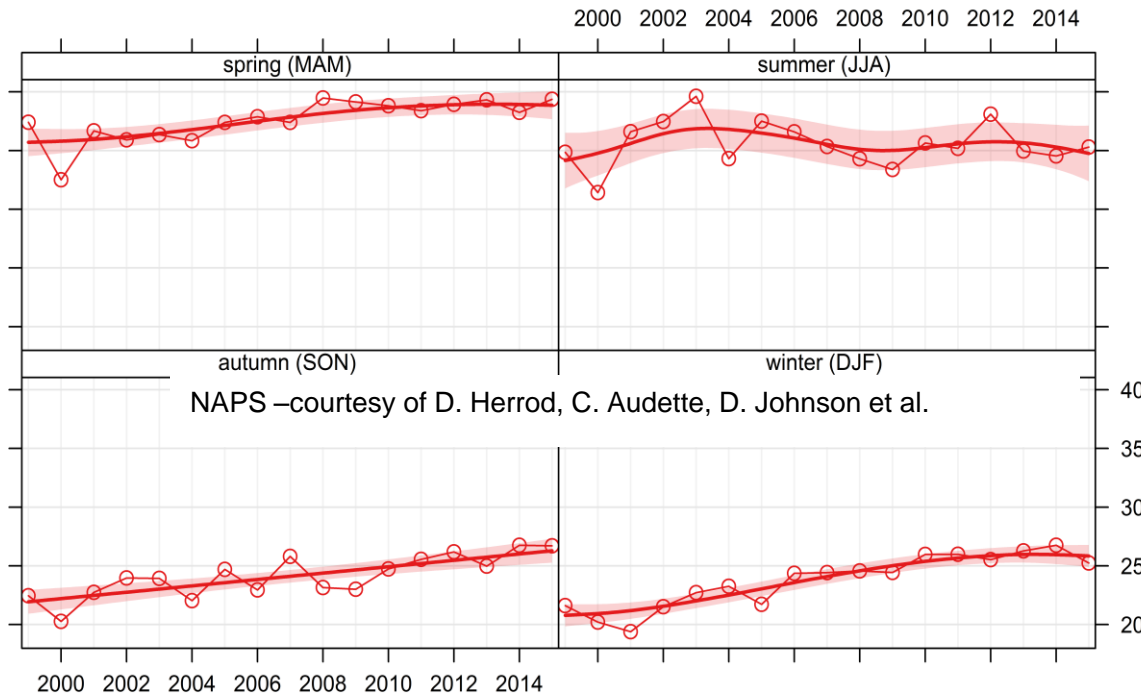 2000 2002 2004 2006 2008 2010 2012 2014
spring (MAM) summer (JJA)
autumn (SON) winter (DJF)
NAPS –courtesy of D. Herrod, C. Audette, D. Johnson et al.
40
35
30
25
20
2000 2002 2004 2006 2008 2010 2012 2014